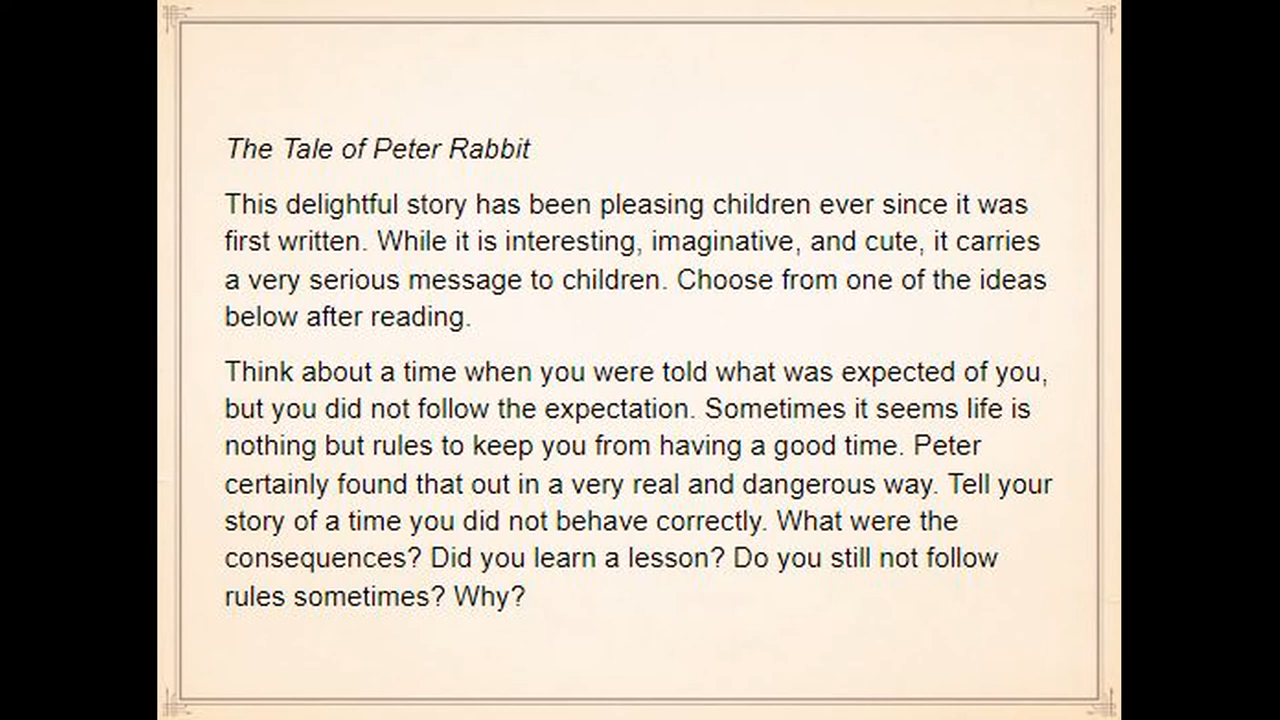 The Tale of Peter Rabbit
This delightful story has been pleasing children ever since it was
first written. While it is interesting, imaginative, and cute, it carries
a very serious message to children. Choose from one of the ideas
below after reading.
Think about a time when you were told what was expected of you,
but you did not follow the expectation. Sometimes it seems life is
nothing but rules to keep you from having a good time. Peter
certainly found that out in a very real and dangerous way. Tell your
story of a time you did not behave correctly. What were the
consequences? Did you learn a lesson? Do you still not follow
rules sometimes? Why?